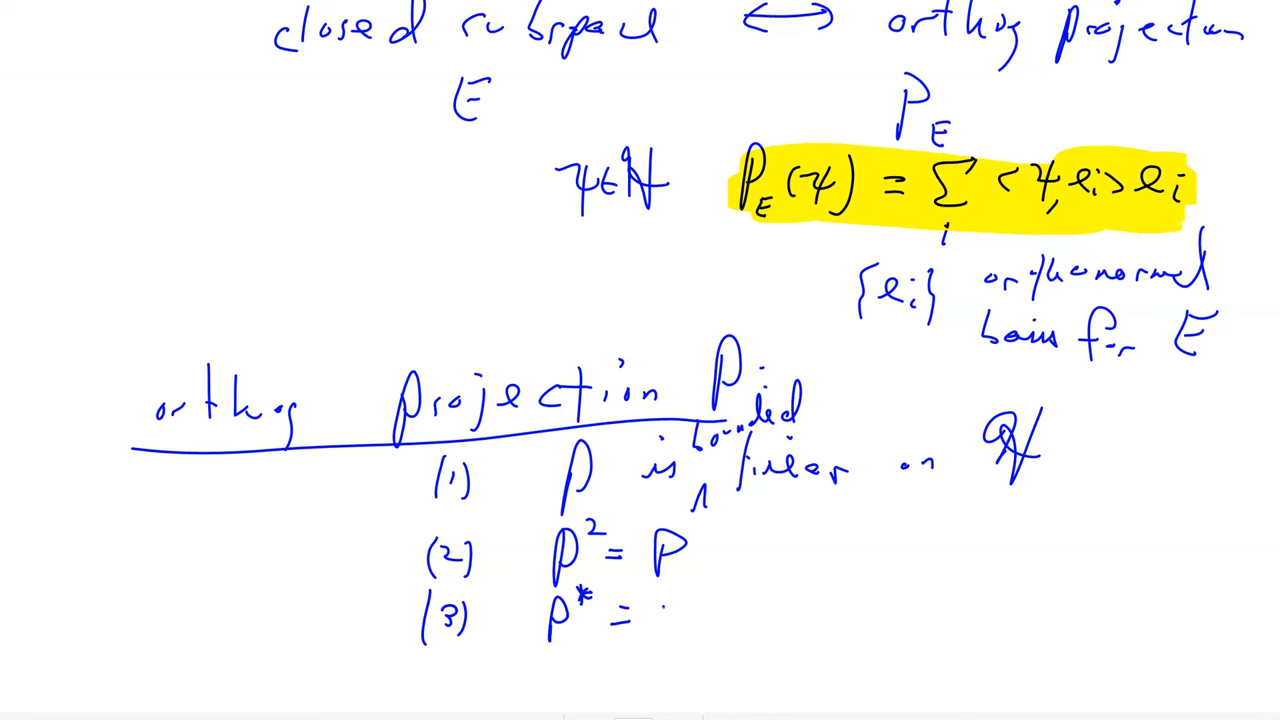 closed subspace E ⟷ orthog projection P_E
ψ∈ℋ P_E(ψ) = Σ_i <ψ, e_i> e_i
{e_i} orthonormal
basis for E
orthog projection P
bounded
(1) P is ∧ linear on ℋ
(2) P² = P
(3) P* =